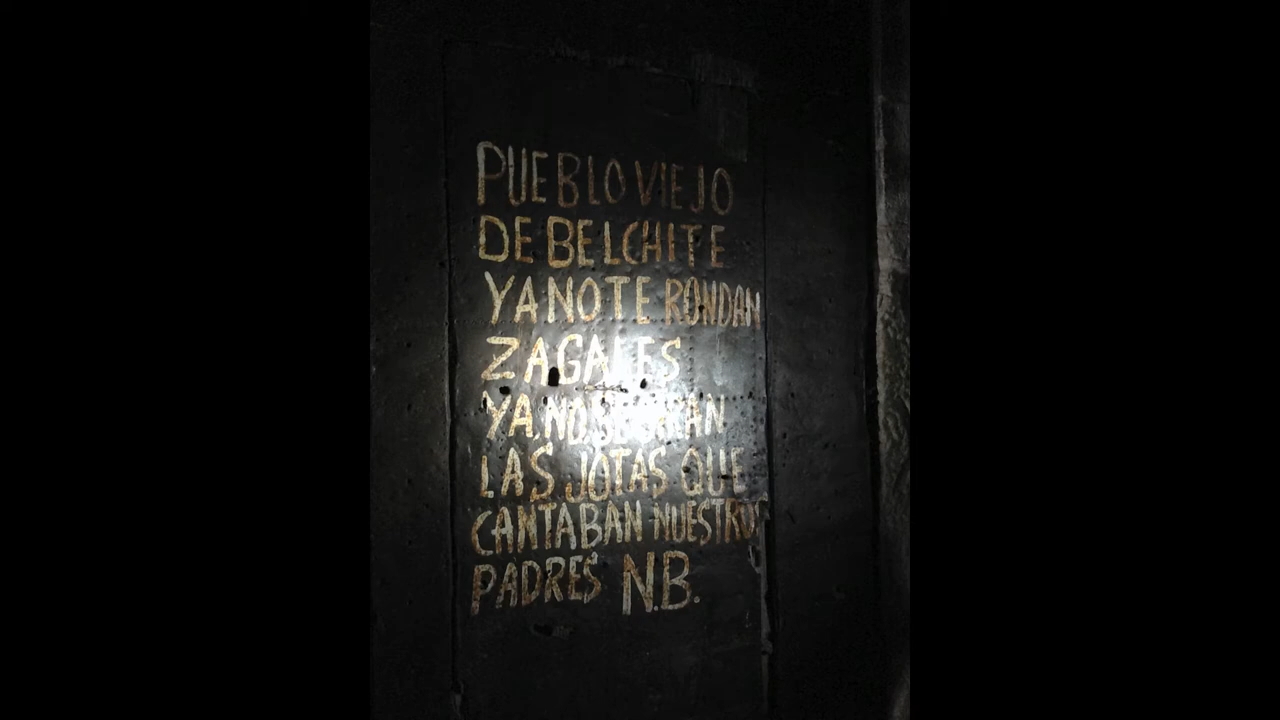 PUEBLO VIEJO
DE BELCHITE
YA NO TE RONDAN
ZAGALES
YA NO SE OIRAN
LAS JOTAS QUE
CANTABAN NUESTROS
PADRES N.B.